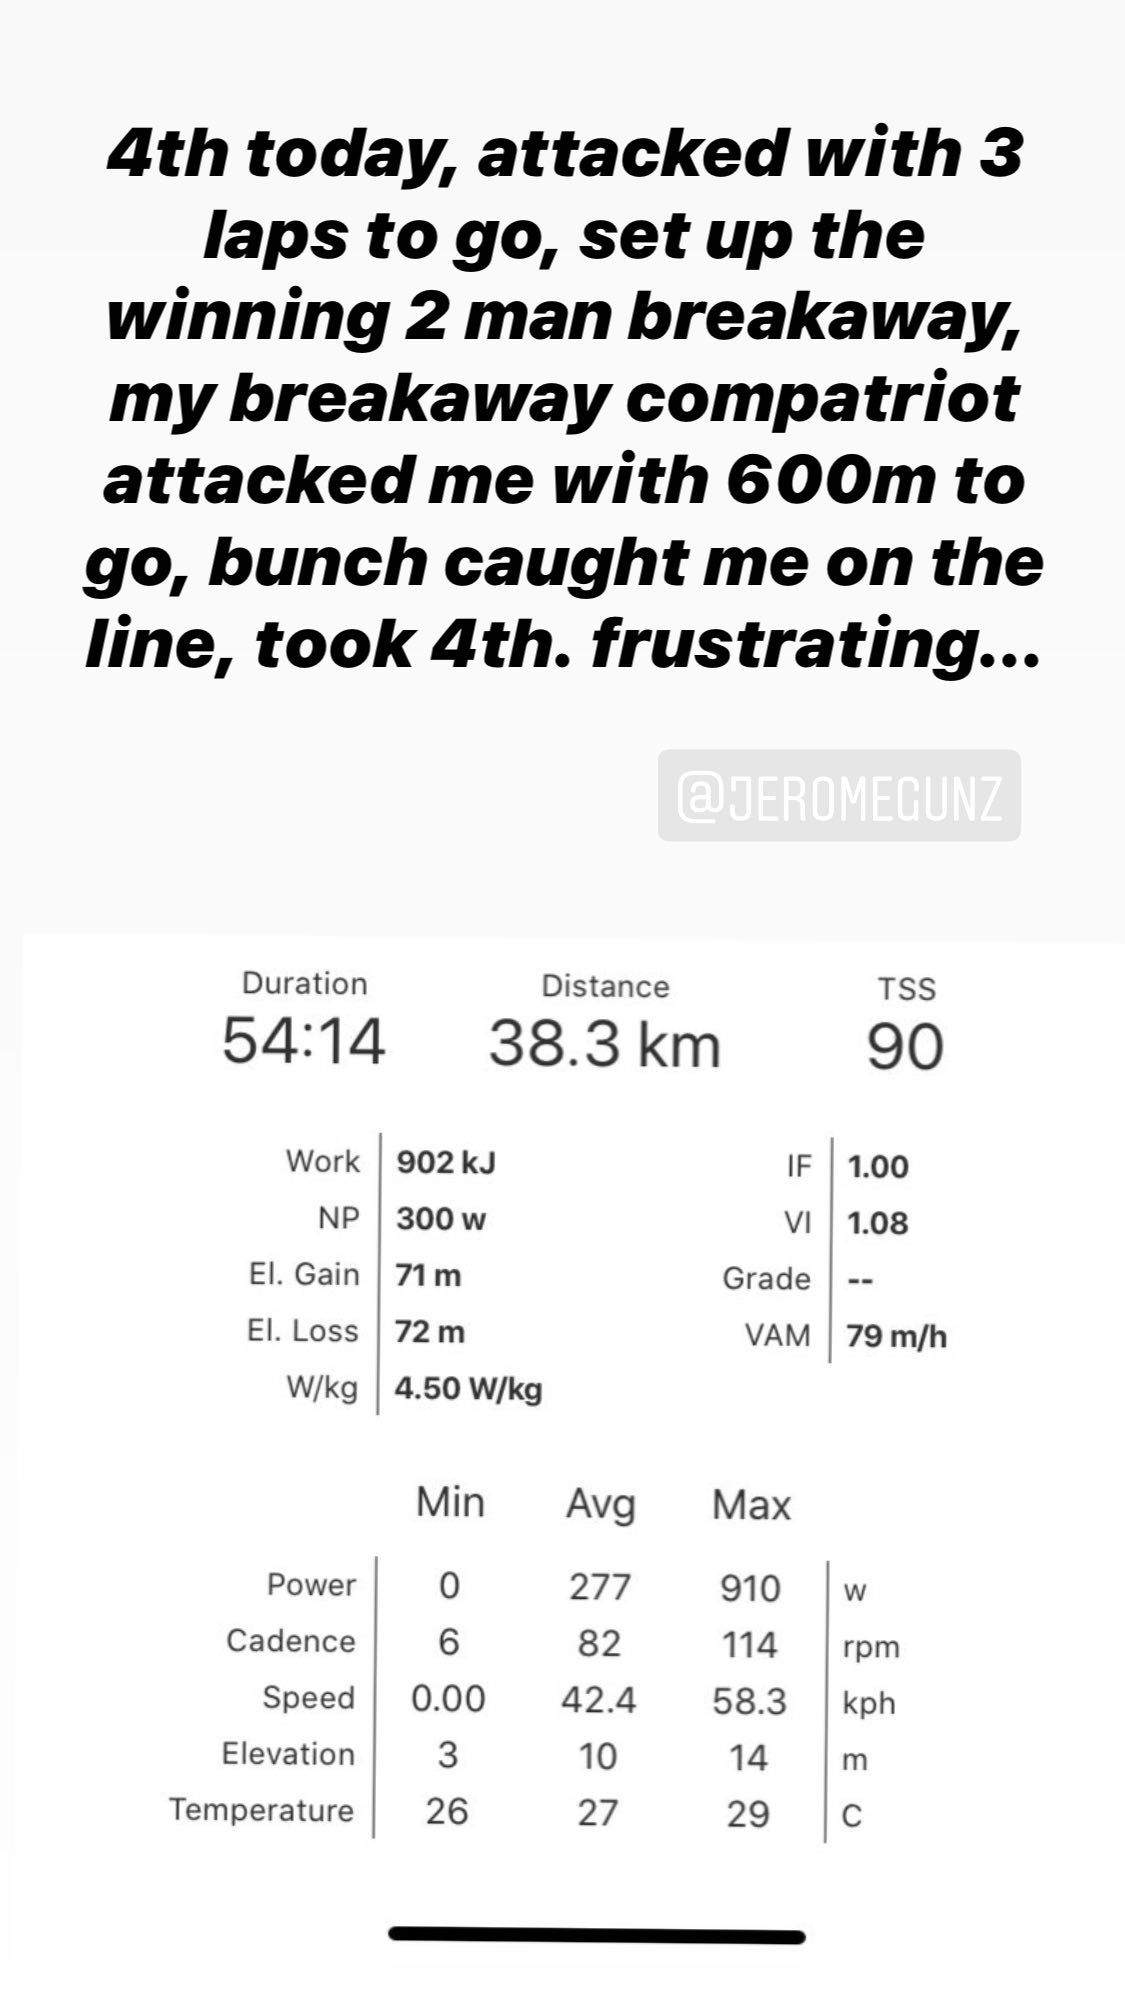 4th today, attacked with 3
laps to go, set up the
winning 2 man breakaway,
my breakaway compatriot
attacked me with 600m to
go, bunch caught me on the
line, took 4th. frustrating...
@JEROMEGUNZ
Duration Distance TSS
54:14 38.3 km 90
Work 902 kJ IF 1.00
NP 300 w VI 1.08
El. Gain 71 m Grade --
El. Loss 72 m VAM 79 m/h
W/kg 4.50 W/kg
Min Avg Max
Power 0 277 910 w
Cadence 6 82 114 rpm
Speed 0.00 42.4 58.3 kph
Elevation 3 10 14 m
Temperature 26 27 29 C